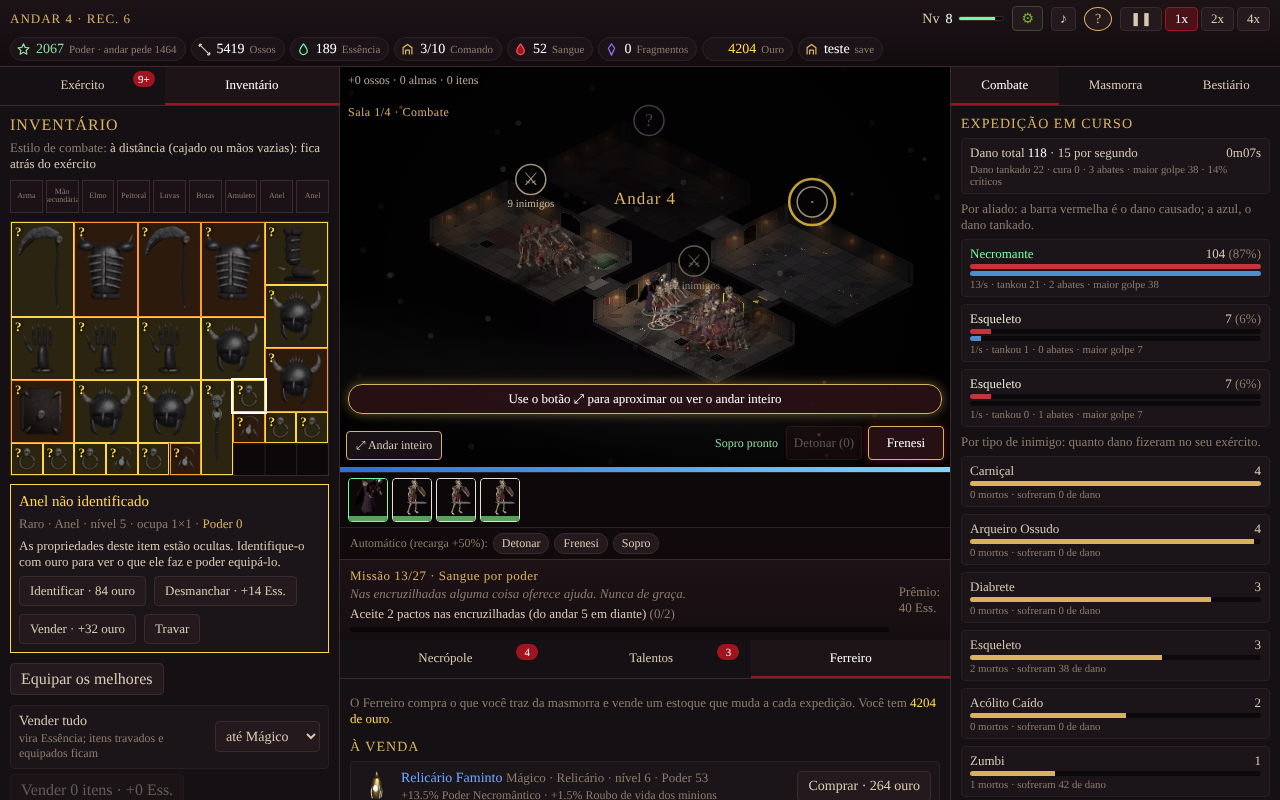 ANDAR 4 · REC. 6
Nv 8
?
1x
2x
4x
2067 Poder · andar pede 1464
5419 Ossos
189 Essência
3/10 Comando
52 Sangue
0 Fragmentos
4204 Ouro
teste save
Exército 9+
Inventário
INVENTÁRIO
Estilo de combate: à distância (cajado ou mãos vazias): fica
atrás do exército
Arma
Mão
secundária
Elmo
Peitoral
Luvas
Botas
Amuleto
Anel
Anel
Anel não identificado
Raro · Anel · nível 5 · ocupa 1×1 · Poder 0
As propriedades deste item estão ocultas. Identifique-o
com ouro para ver o que ele faz e poder equipá-lo.
Identificar · 84 ouro
Desmanchar · +14 Ess.
Vender · +32 ouro
Travar
Equipar os melhores
Vender tudo
vira Essência; itens travados e
equipados ficam
até Mágico
Vender 0 itens · +0 Ess.
+0 ossos · 0 almas · 0 itens
Sala 1/4 · Combate
?
9 inimigos
Andar 4
inimigos
Use o botão ⤢ para aproximar ou ver o andar inteiro
⤢ Andar inteiro
Sopro pronto
Detonar (0)
Frenesi
Automático (recarga +50%):
Detonar
Frenesi
Sopro
Missão 13/27 · Sangue por poder
Nas encruzilhadas alguma coisa oferece ajuda. Nunca de graça.
Aceite 2 pactos nas encruzilhadas (do andar 5 em diante) (0/2)
Prêmio:
40 Ess.
Necrópole 4
Talentos 3
Ferreiro
O Ferreiro compra o que você traz da masmorra e vende um estoque que muda a cada expedição. Você tem 4204
de ouro.
À VENDA
Relicário Faminto Mágico · Relicário · nível 6 · Poder 53
+13.5% Poder Necromântico · +1.5% Roubo de vida dos minions
Comprar · 264 ouro
Combate
Masmorra
Bestiário
EXPEDIÇÃO EM CURSO
Dano total 118 · 15 por segundo
0m07s
Dano tankado 22 · cura 0 · 3 abates · maior golpe 38 · 14%
críticos
Por aliado: a barra vermelha é o dano causado; a azul, o
dano tankado.
Necromante
104 (87%)
13/s · tankou 21 · 2 abates · maior golpe 38
Esqueleto
7 (6%)
1/s · tankou 1 · 0 abates · maior golpe 7
Esqueleto
7 (6%)
1/s · tankou 0 · 1 abates · maior golpe 7
Por tipo de inimigo: quanto dano fizeram no seu exército.
Carniçal
4
0 mortos · sofreram 0 de dano
Arqueiro Ossudo
4
0 mortos · sofreram 0 de dano
Diabrete
3
0 mortos · sofreram 0 de dano
Esqueleto
3
2 mortos · sofreram 38 de dano
Acólito Caído
2
0 mortos · sofreram 0 de dano
Zumbi
1
1 mortos · sofreram 42 de dano